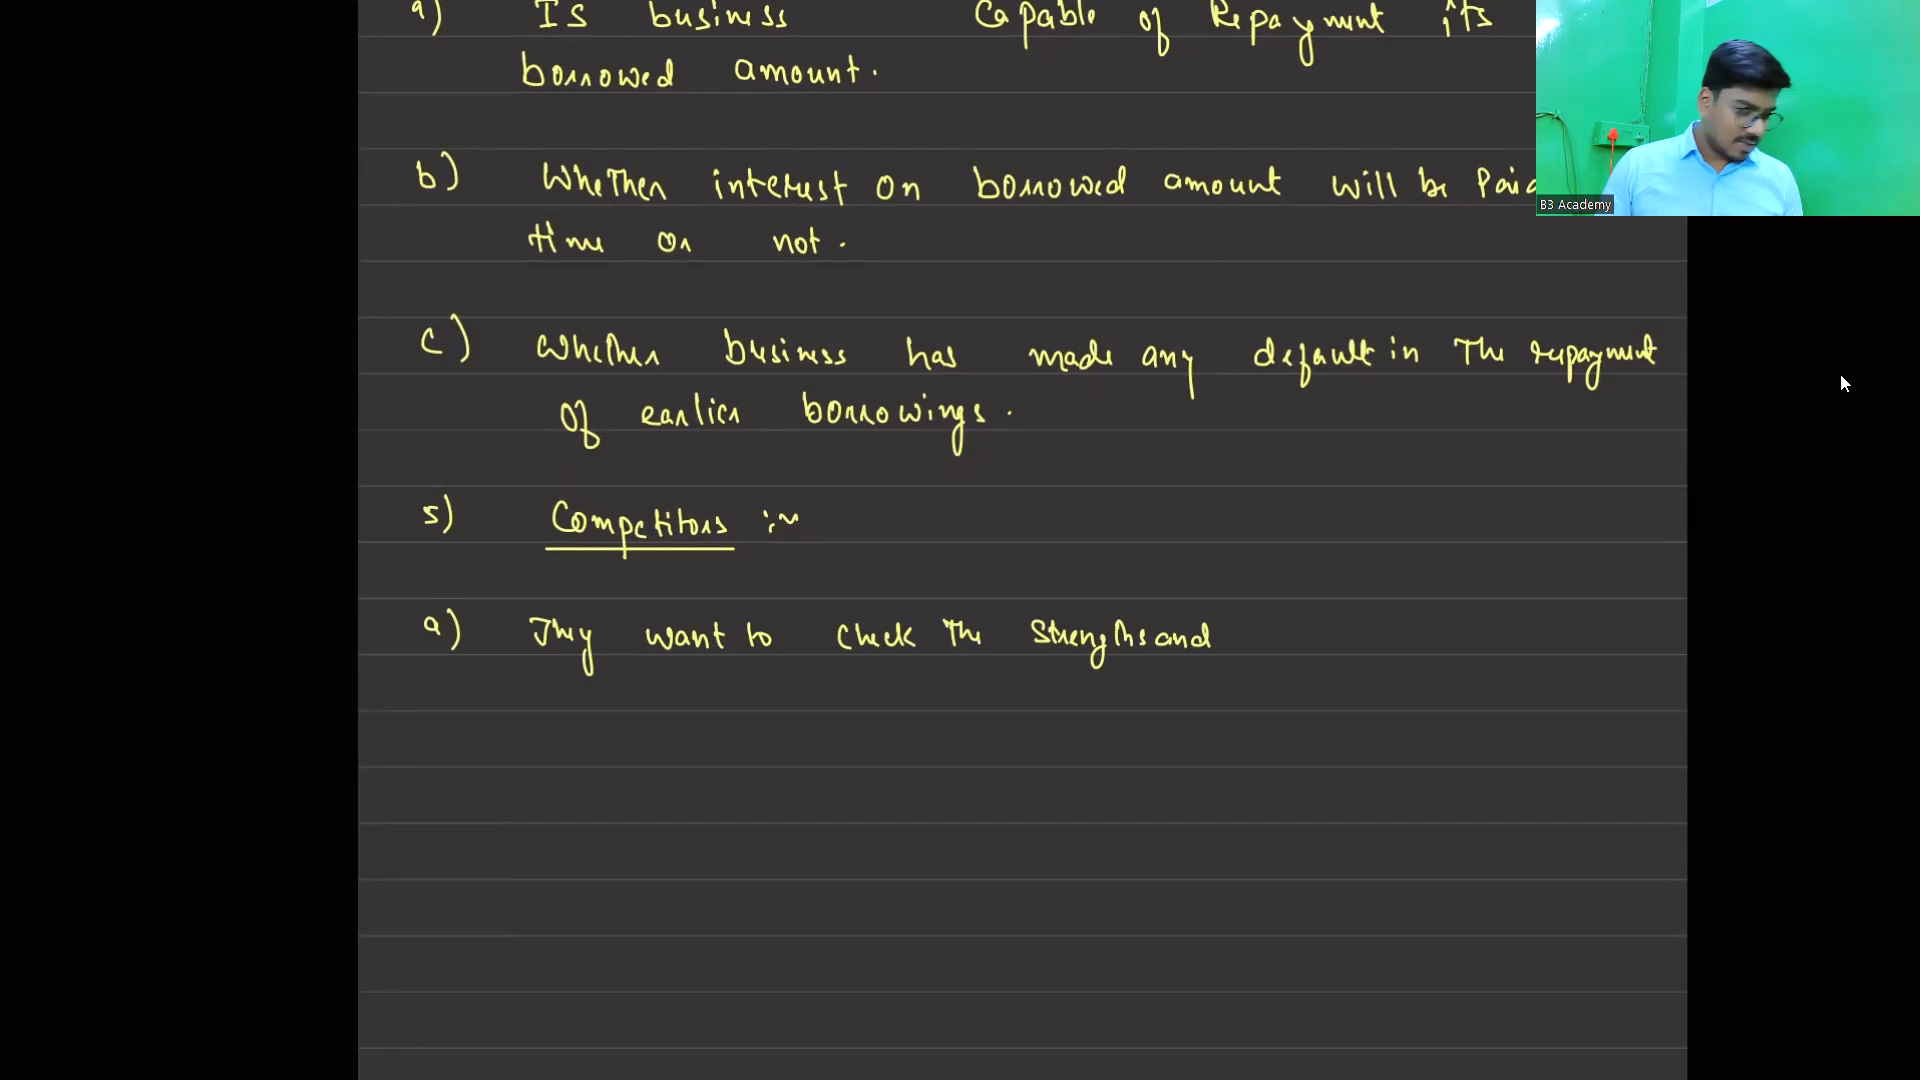 a) Is business Capable of Repayment its
borrowed amount.
b) Whether interest on borrowed amount will be Paid
time or not.
B3 Academy
c) Whether business has made any default in The repayment
of earlier borrowings.
5) Competitors :~
a) They want to check The Strengths and